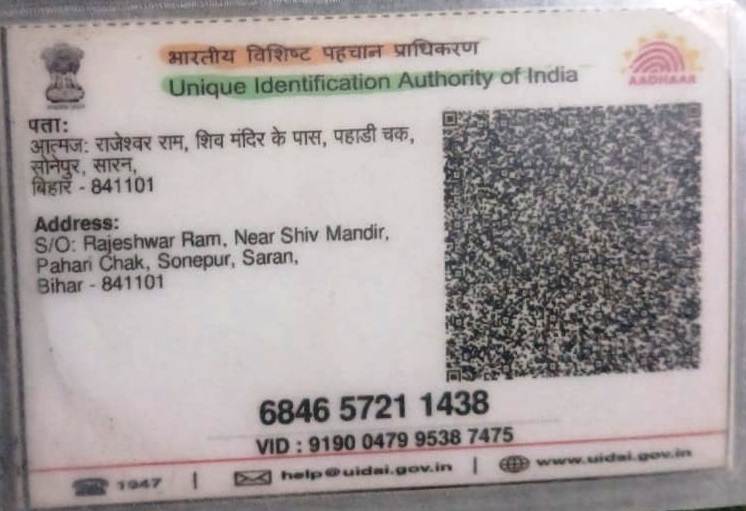 भारतीय विशिष्ट पहचान प्राधिकरण
Unique Identification Authority of India
AADHAAR
पता:
आत्मज: राजेश्वर राम, शिव मंदिर के पास, पहाडी चक,
सोनेपुर, सारन,
बिहार - 841101
Address:
S/O: Rajeshwar Ram, Near Shiv Mandir,
Pahari Chak, Sonepur, Saran,
Bihar - 841101
6846 5721 1438
VID : 9190 0479 9538 7475
1947 | help@uidai.gov.in | www.uidai.gov.in